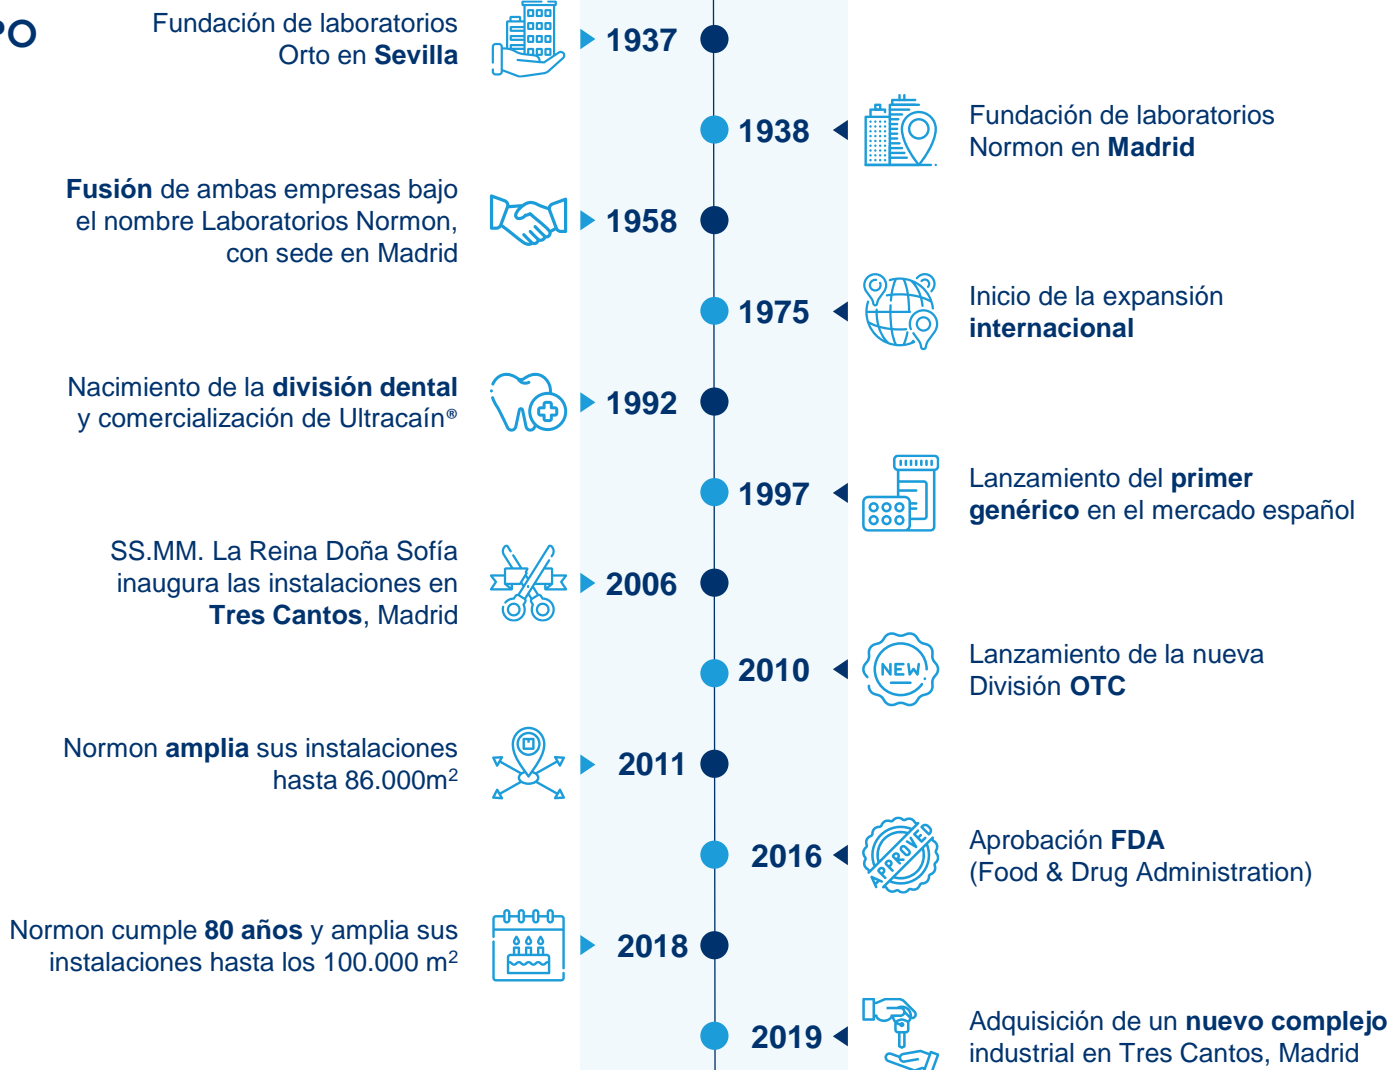 PO
Fundación de laboratorios
Orto en Sevilla
1937
1938
Fundación de laboratorios
Normon en Madrid
Fusión de ambas empresas bajo
el nombre Laboratorios Normon,
con sede en Madrid
1958
1975
Inicio de la expansión
internacional
Nacimiento de la división dental
y comercialización de Ultracaín®
1992
1997
Lanzamiento del primer
genérico en el mercado español
SS.MM. La Reina Doña Sofía
inaugura las instalaciones en
Tres Cantos, Madrid
2006
2010
NEW
Lanzamiento de la nueva
División OTC
Normon amplia sus instalaciones
hasta 86.000m²
2011
2016
APPROVED
Aprobación FDA
(Food & Drug Administration)
Normon cumple 80 años y amplia sus
instalaciones hasta los 100.000 m²
2018
2019
Adquisición de un nuevo complejo
industrial en Tres Cantos, Madrid